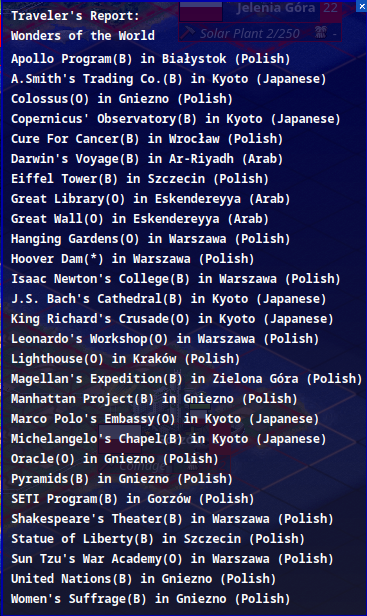 Jelenia Góra 22
Traveler's Report:
Wonders of the World
Solar Plant 2/250
Apollo Program(B) in Białystok (Polish)
A.Smith's Trading Co.(B) in Kyoto (Japanese)
Colossus(O) in Gniezno (Polish)
Copernicus' Observatory(B) in Kyoto (Japanese)
Cure For Cancer(B) in Wrocław (Polish)
Darwin's Voyage(B) in Ar-Riyadh (Arab)
Eiffel Tower(B) in Szczecin (Polish)
Great Library(O) in Eskendereyya (Arab)
Great Wall(O) in Eskendereyya (Arab)
Hanging Gardens(O) in Warszawa (Polish)
Hoover Dam(*) in Warszawa (Polish)
Isaac Newton's College(B) in Warszawa (Polish)
J.S. Bach's Cathedral(B) in Kyoto (Japanese)
King Richard's Crusade(O) in Kyoto (Japanese)
Leonardo's Workshop(O) in Warszawa (Polish)
Lighthouse(O) in Kraków (Polish)
Magellan's Expedition(B) in Zielona Góra (Polish)
Manhattan Project(B) in Gniezno (Polish)
Marco Polo's Embassy(O) in Kyoto (Japanese)
Michelangelo's Chapel(B) in Kyoto (Japanese)
Oracle(O) in Gniezno (Polish)
Coinage
Pyramids(B) in Gniezno (Polish)
SETI Program(B) in Gorzów (Polish)
Shakespeare's Theater(B) in Warszawa (Polish)
Statue of Liberty(B) in Szczecin (Polish)
Sun Tzu's War Academy(O) in Warszawa (Polish)
United Nations(B) in Gniezno (Polish)
Women's Suffrage(B) in Gniezno (Polish)